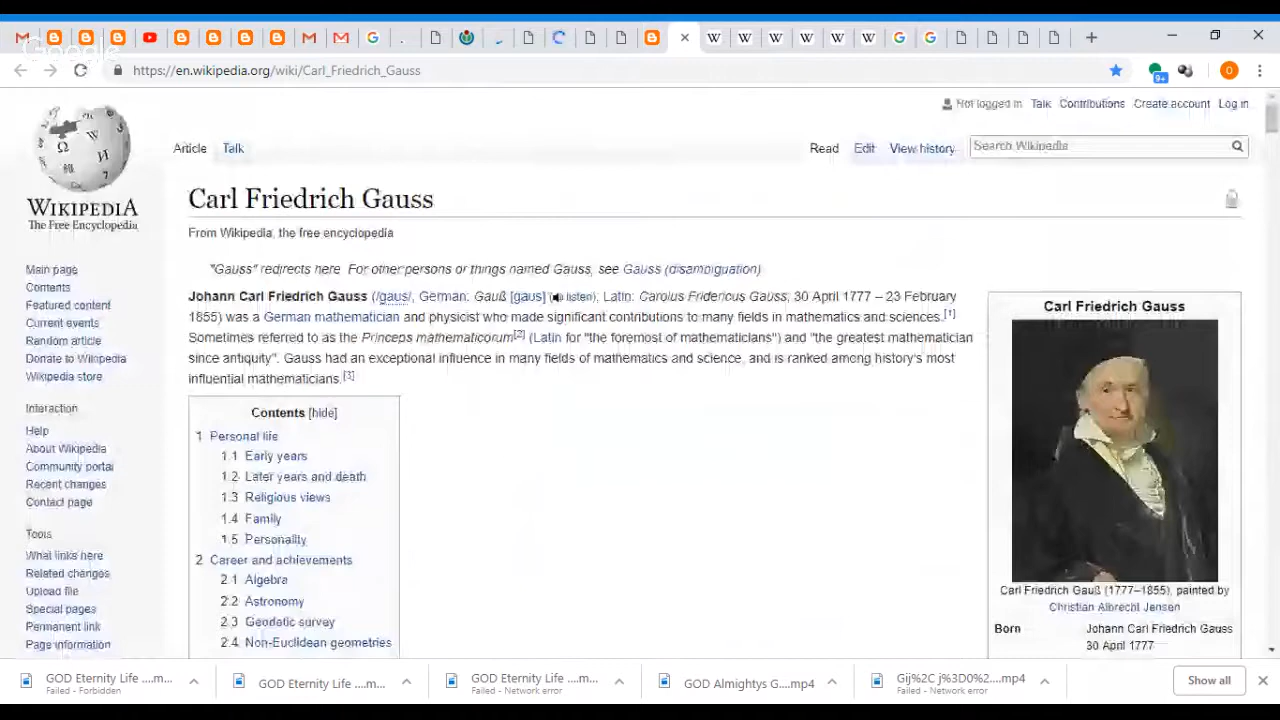 Google
https://en.wikipedia.org/wiki/Carl_Friedrich_Gauss
9+
O
Not logged in Talk Contributions Create account Log in
Article Talk Read Edit View history Search Wikipedia
WIKIPEDIA
The Free Encyclopedia
Main page
Contents
Featured content
Current events
Random article
Donate to Wikipedia
Wikipedia store
Interaction
Help
About Wikipedia
Community portal
Recent changes
Contact page
Tools
What links here
Related changes
Upload file
Special pages
Permanent link
Page information
Carl Friedrich Gauss
From Wikipedia, the free encyclopedia
"Gauss" redirects here For other persons or things named Gauss, see Gauss (disambiguation)
Johann Carl Friedrich Gauss (/ɡaʊs/, German: Gauß [ɡaʊs] (listen); Latin: Carolus Fridericus Gauss; 30 April 1777 – 23 February
1855) was a German mathematician and physicist who made significant contributions to many fields in mathematics and sciences.[1]
Sometimes referred to as the Princeps mathematicorum[2] (Latin for "the foremost of mathematicians") and "the greatest mathematician
since antiquity". Gauss had an exceptional influence in many fields of mathematics and science, and is ranked among history's most
influential mathematicians.[3]
Contents [hide]
1 Personal life
1.1 Early years
1.2 Later years and death
1.3 Religious views
1.4 Family
1.5 Personality
2 Career and achievements
2.1 Algebra
2.2 Astronomy
2.3 Geodetic survey
2.4 Non-Euclidean geometries
Carl Friedrich Gauss
Carl Friedrich Gauß (1777–1855), painted by
Christian Albrecht Jensen
Born Johann Carl Friedrich Gauss
30 April 1777
GOD Eternity Life ....m...
Failed - Forbidden
GOD Eternity Life ....m...
GOD Eternity Life ....m...
Failed - Network error
GOD Almightys G....mp4
Gij%2C j%3D0%2....mp4
Failed - Network error
Show all